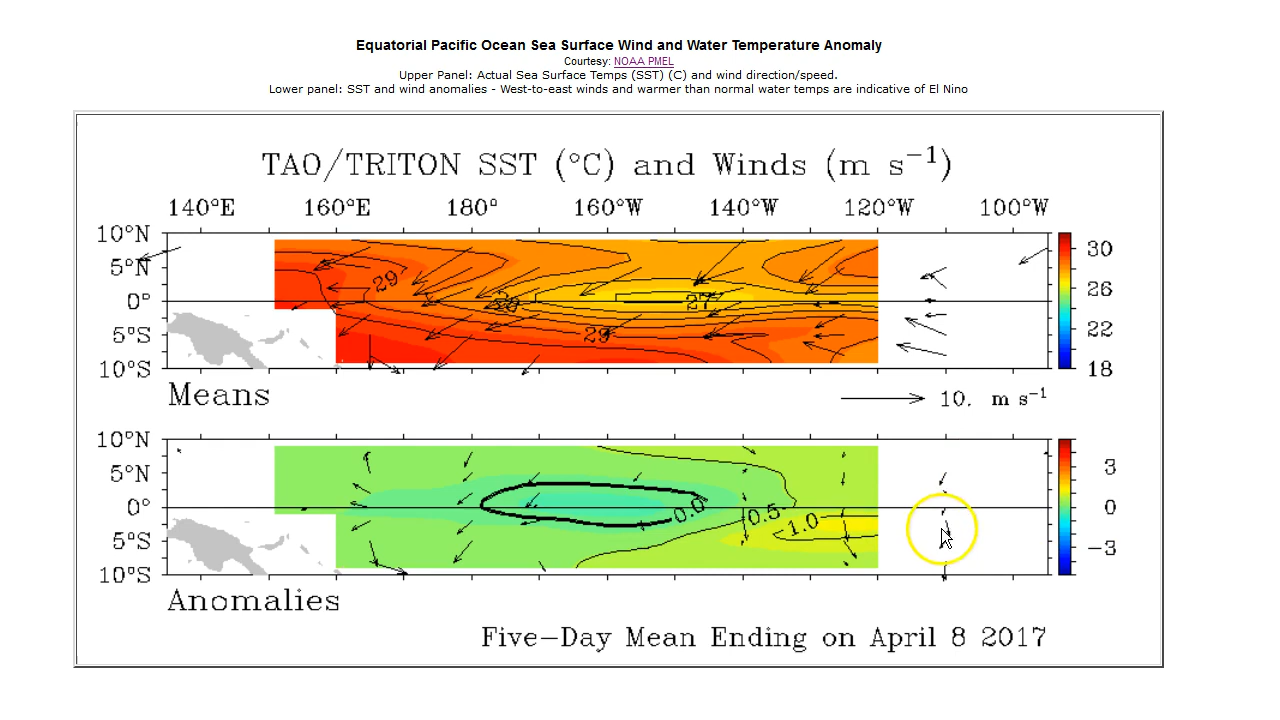 Equatorial Pacific Ocean Sea Surface Wind and Water Temperature Anomaly
Courtesy: NOAA PMEL
Upper Panel: Actual Sea Surface Temps (SST) (C) and wind direction/speed.
Lower panel: SST and wind anomalies - West-to-east winds and warmer than normal water temps are indicative of El Nino
TAO/TRITON SST (°C) and Winds (m s⁻¹)
140°E 160°E 180° 160°W 140°W 120°W 100°W
10°N
5°N
0°
5°S
10°S
29
28
27
29
30
26
22
18
Means
10. m s⁻¹
10°N
5°N
0°
5°S
10°S
0.0
0.5
1.0
3
0
−3
Anomalies
Five−Day Mean Ending on April 8 2017